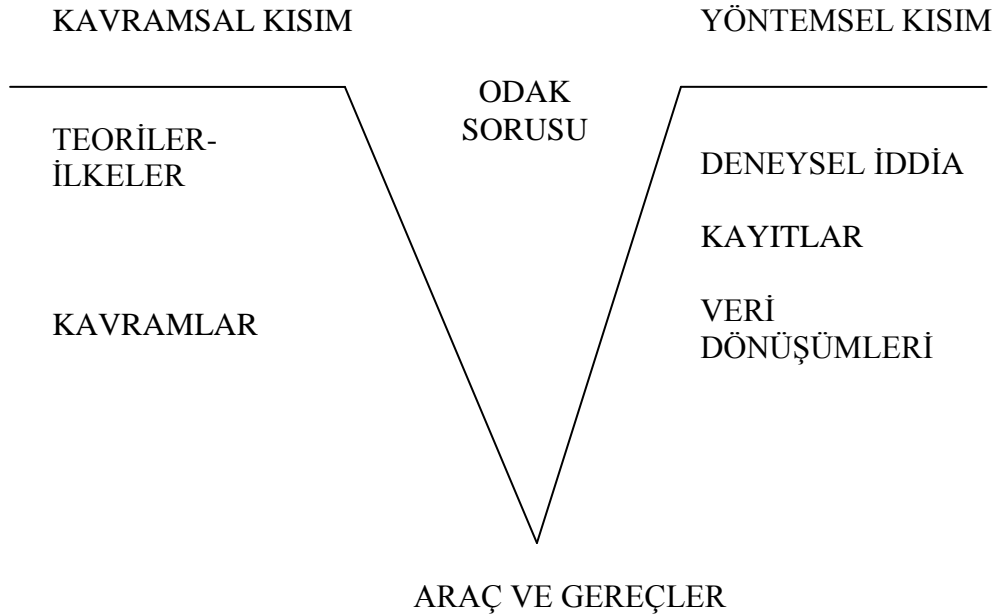 KAVRAMSAL KISIM
YÖNTEMSEL KISIM
ODAK
SORUSU
TEORİLER-
İLKELER
KAVRAMLAR
DENEYSEL İDDİA
KAYITLAR
VERİ
DÖNÜŞÜMLERİ
ARAÇ VE GEREÇLER